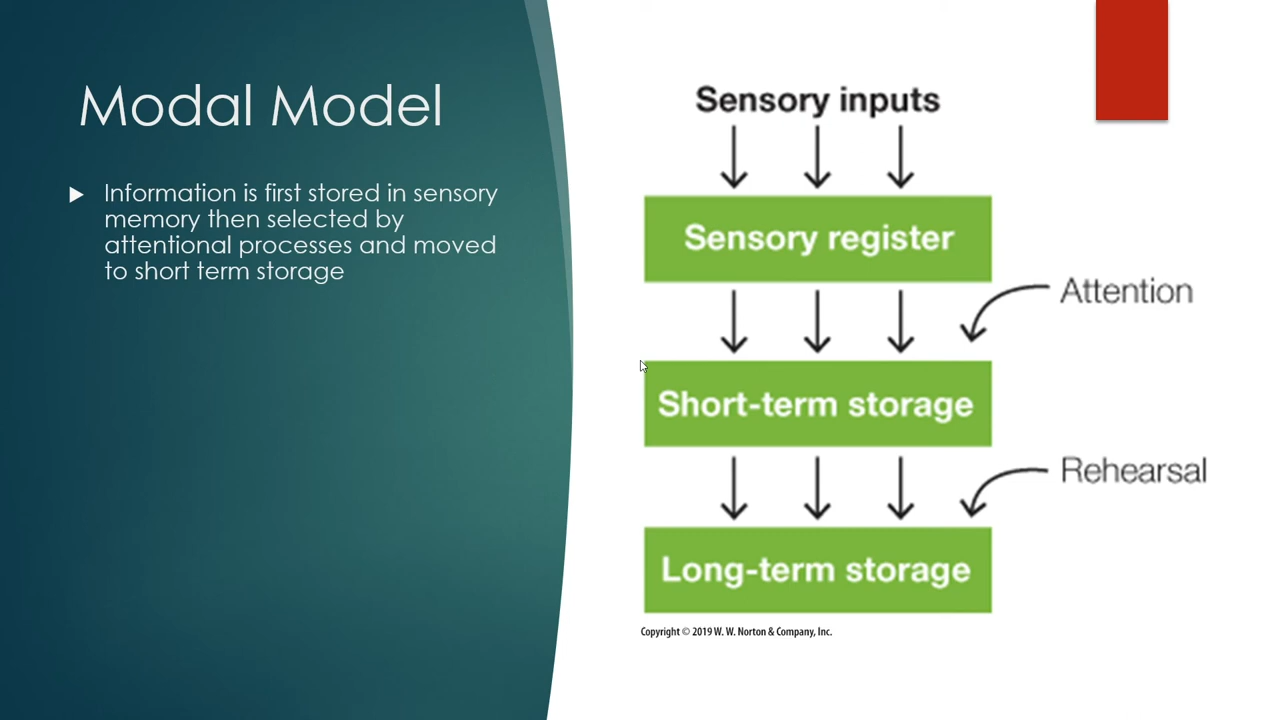 Modal Model
Information is first stored in sensory
memory then selected by
attentional processes and moved
to short term storage
Sensory inputs
Sensory register
Attention
Short-term storage
Rehearsal
Long-term storage
Copyright © 2019 W. W. Norton & Company, Inc.